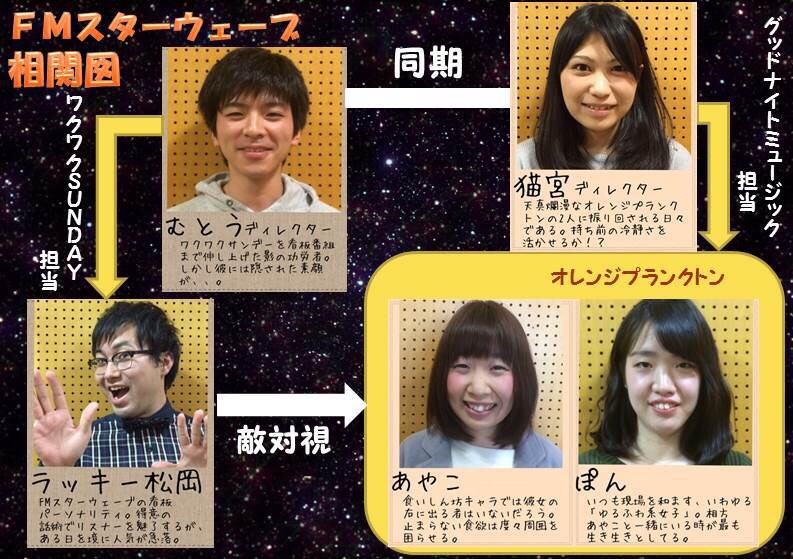 FMスターウェーブ
相関図
同期
グッドナイトミュージック
担当
ワクワクSUNDAY
担当
むとうディレクター
ワクワクサンデーを看板番組
まで伸し上げた影の功労者。
しかし彼には隠された素顔
が、、。
猫宮ディレクター
天真爛漫なオレンジプランク
トンの2人に振り回される日々
である。持ち前の冷静さを
活かせるか!?
オレンジプランクトン
敵対視
ラッキー松岡
FMスターウェーブの看板
パーソナリティ。得意の
話術でリスナーを魅了するが、
ある日を境に人気が急落。
あやこ
食いしん坊キャラでは彼女の
右に出る者はいないだろう。
止まらない食欲は度々周囲を
困らせる。
ぽん
いつも現場を和ます、いわゆる
「ゆるふわ系女子」。相方
あやこと一緒にいる時が最も
生き生きとしてる。